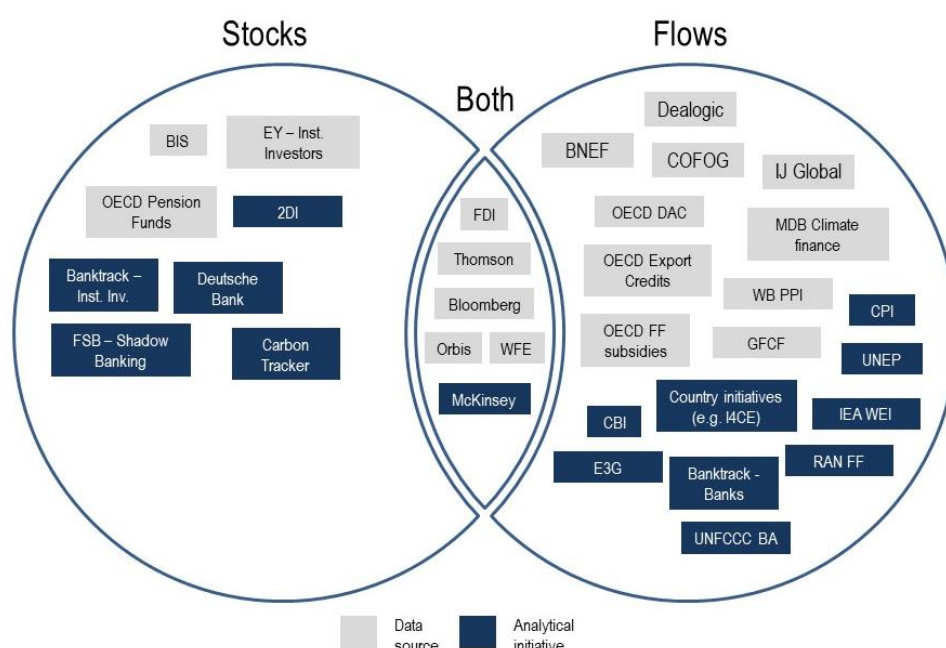 Stocks
Flows
Both
BIS
EY – Inst.
Investors
OECD Pension
Funds
2DI
Banktrack –
Inst. Inv.
Deutsche
Bank
FSB – Shadow
Banking
Carbon
Tracker
FDI
Thomson
Bloomberg
Orbis
WFE
McKinsey
Dealogic
BNEF
COFOG
IJ Global
OECD DAC
MDB Climate
finance
OECD Export
Credits
WB PPI
CPI
OECD FF
subsidies
GFCF
UNEP
Country initiatives
(e.g. I4CE)
IEA WEI
CBI
E3G
RAN FF
Banktrack -
Banks
UNFCCC BA
Data
source
Analytical
initiative